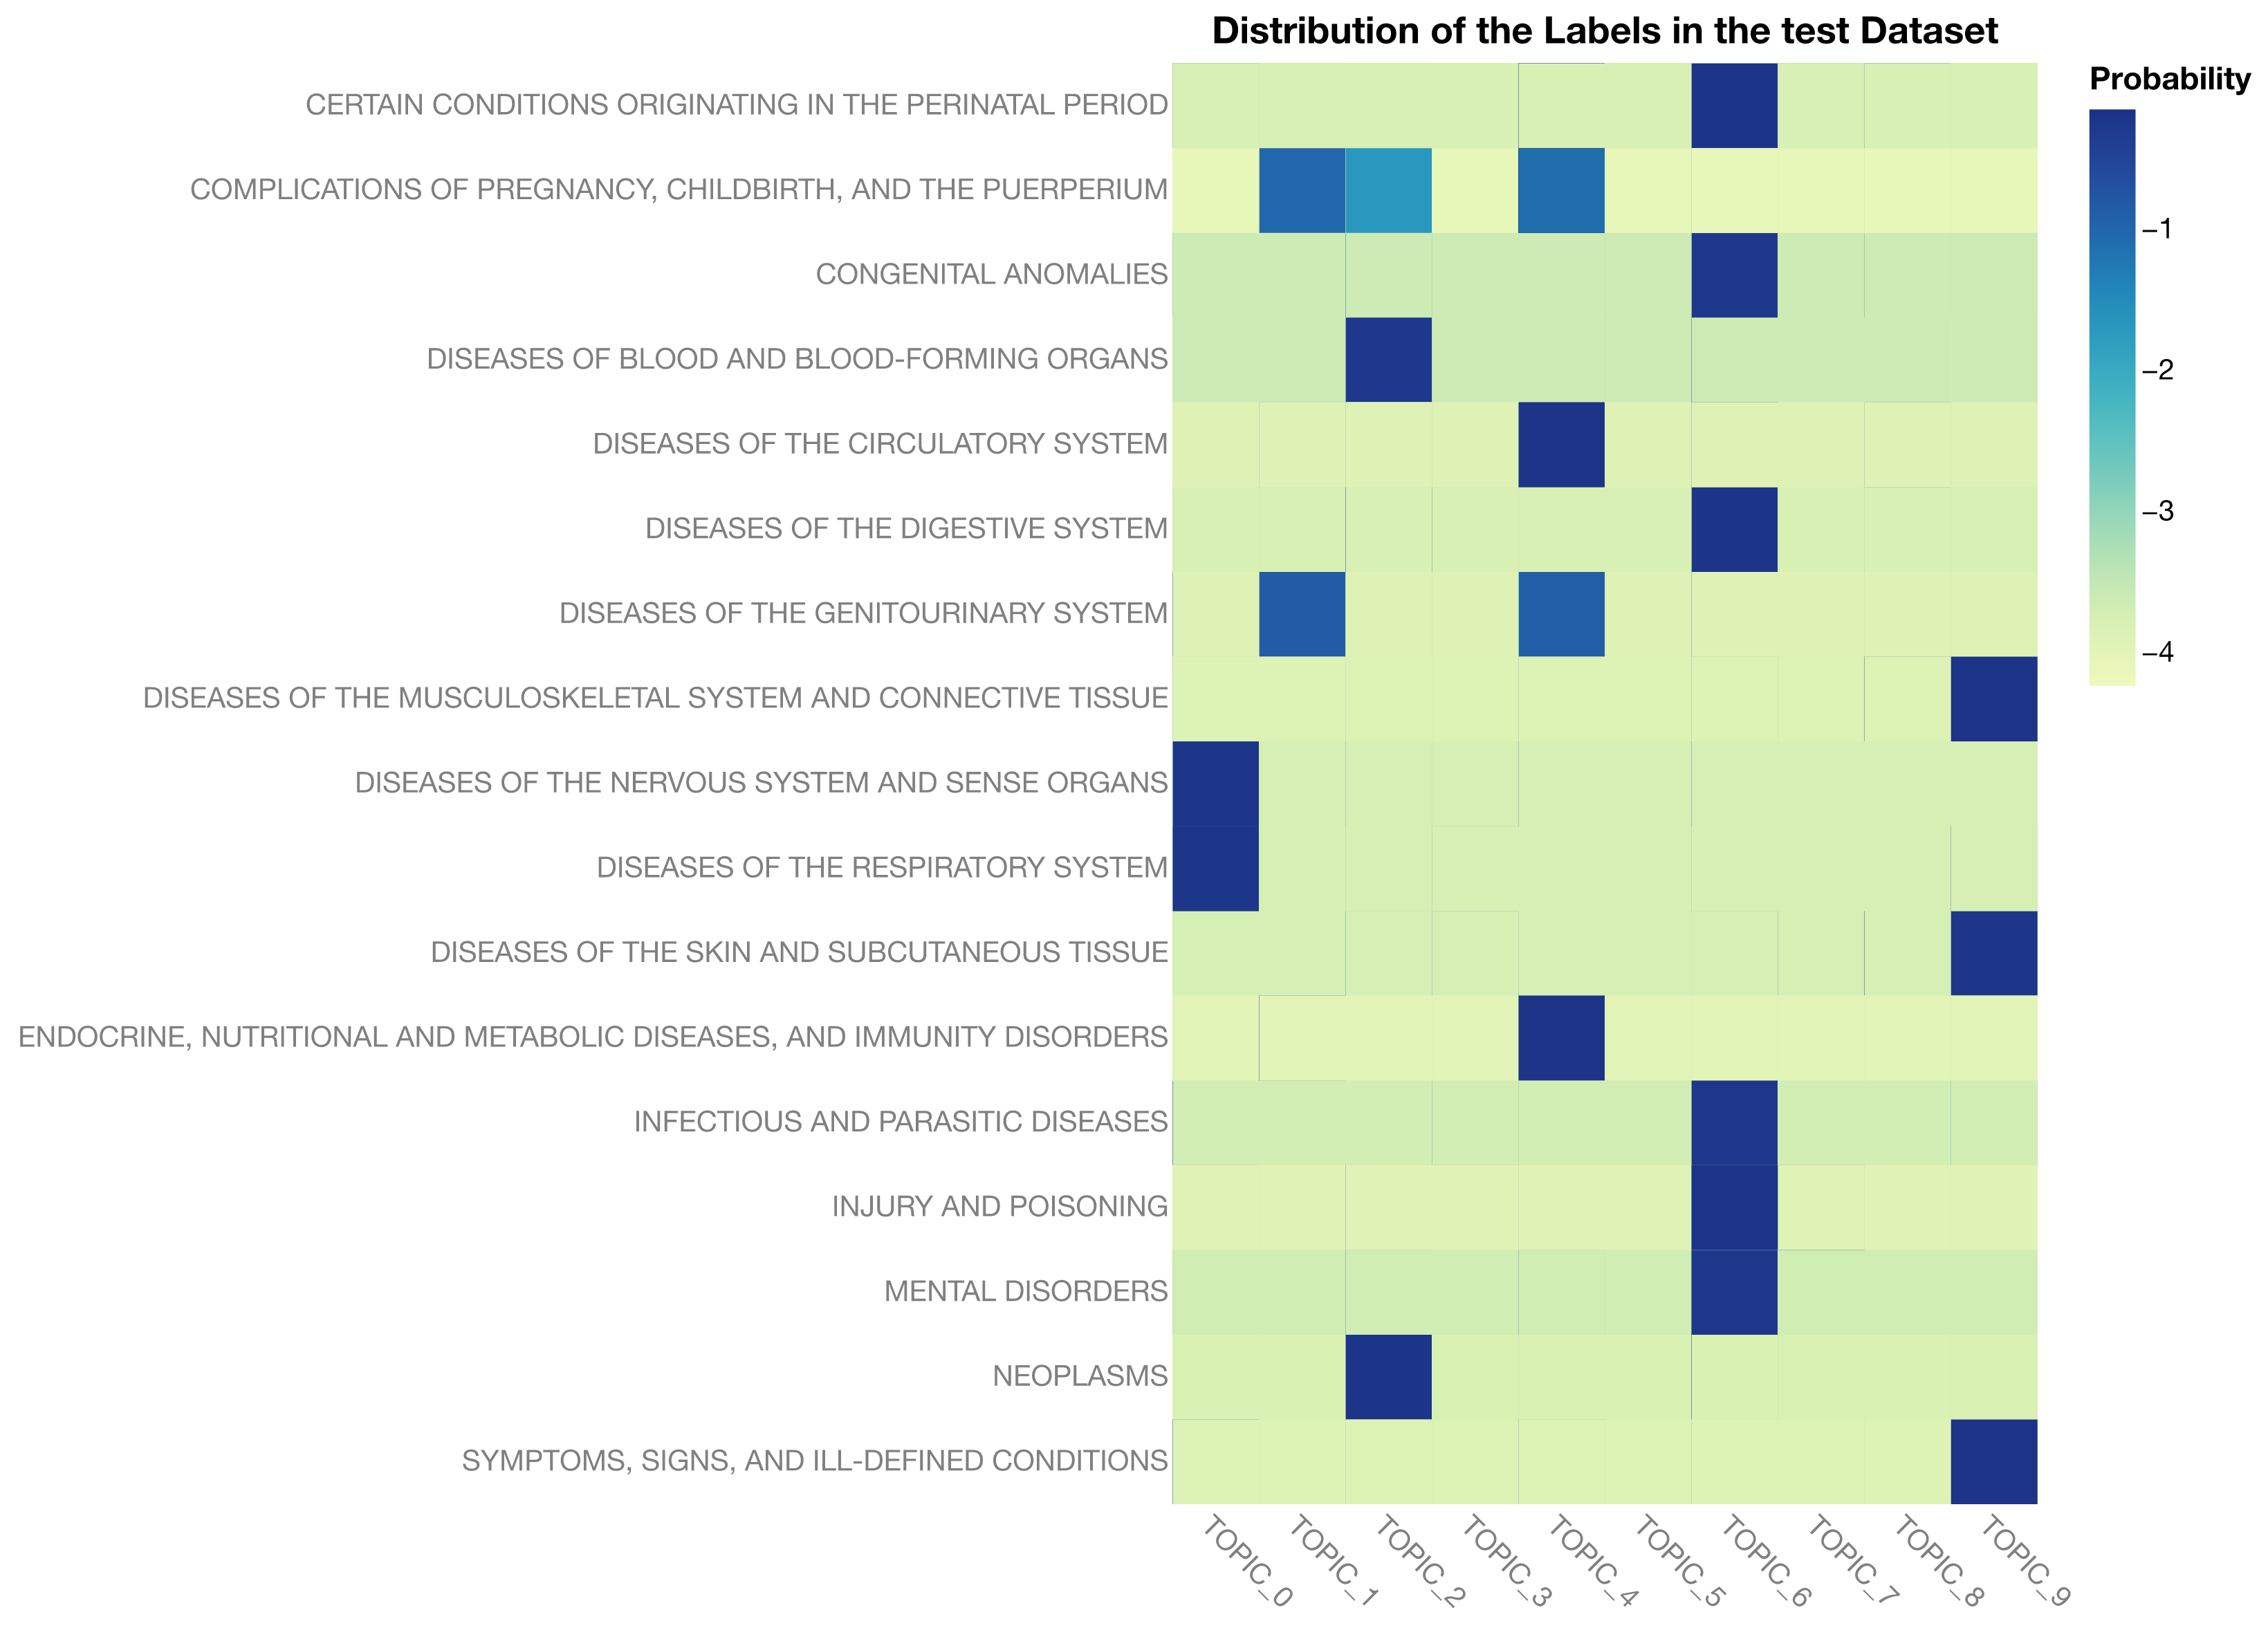 Distribution of the Labels in the test Dataset
Probability
CERTAIN CONDITIONS ORIGINATING IN THE PERINATAL PERIOD
COMPLICATIONS OF PREGNANCY, CHILDBIRTH, AND THE PUERPERIUM
CONGENITAL ANOMALIES
DISEASES OF BLOOD AND BLOOD-FORMING ORGANS
DISEASES OF THE CIRCULATORY SYSTEM
DISEASES OF THE DIGESTIVE SYSTEM
DISEASES OF THE GENITOURINARY SYSTEM
DISEASES OF THE MUSCULOSKELETAL SYSTEM AND CONNECTIVE TISSUE
DISEASES OF THE NERVOUS SYSTEM AND SENSE ORGANS
DISEASES OF THE RESPIRATORY SYSTEM
DISEASES OF THE SKIN AND SUBCUTANEOUS TISSUE
ENDOCRINE, NUTRITIONAL AND METABOLIC DISEASES, AND IMMUNITY DISORDERS
INFECTIOUS AND PARASITIC DISEASES
INJURY AND POISONING
MENTAL DISORDERS
NEOPLASMS
SYMPTOMS, SIGNS, AND ILL-DEFINED CONDITIONS
−1
−2
−3
−4
TOPIC_0
TOPIC_1
TOPIC_2
TOPIC_3
TOPIC_4
TOPIC_5
TOPIC_6
TOPIC_7
TOPIC_8
TOPIC_9